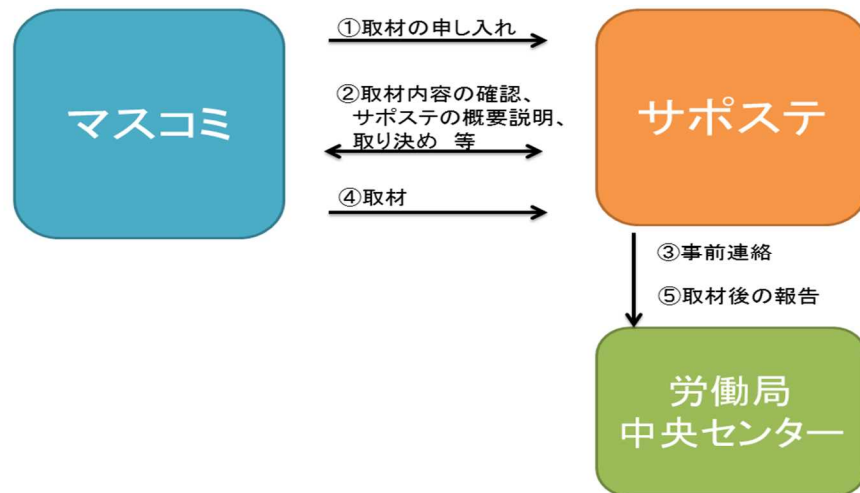 マスコミ
①取材の申し入れ
②取材内容の確認、
サポステの概要説明、
取り決め 等
④取材
サポステ
③事前連絡
⑤取材後の報告
労働局
中央センター